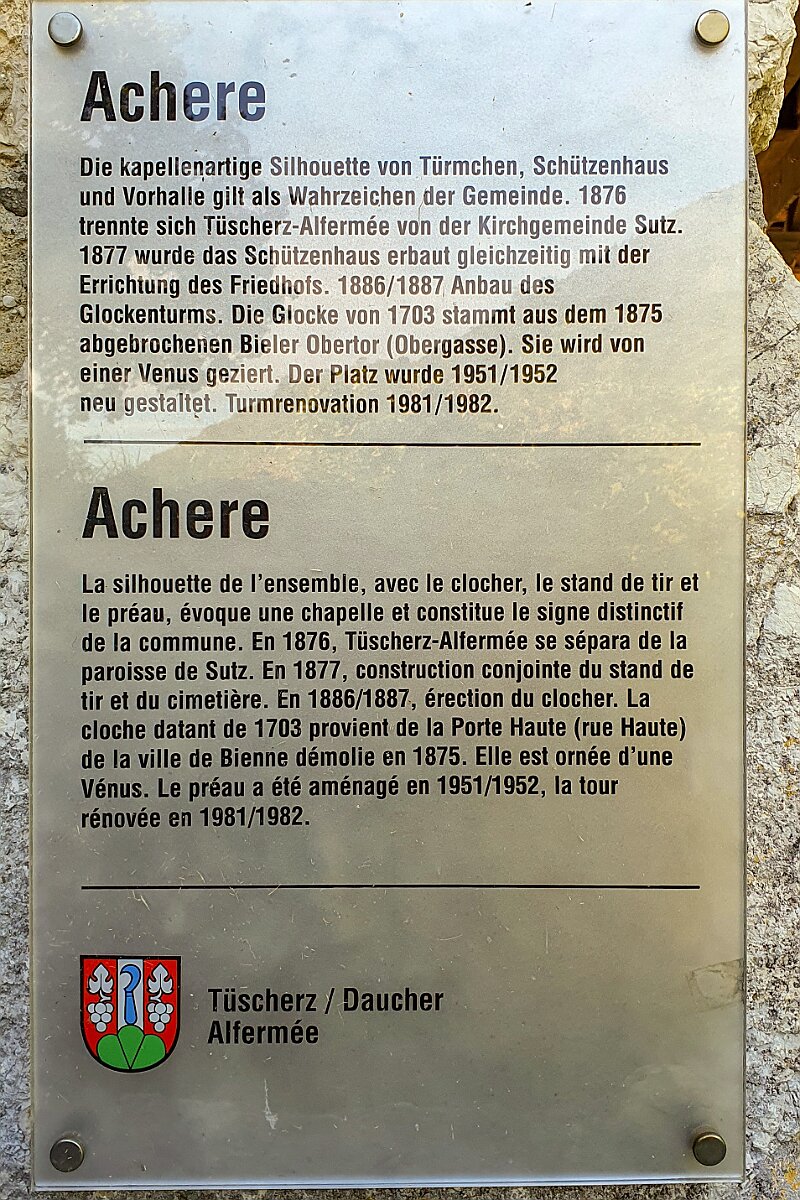 Achere
Die kapellenartige Silhouette von Türmchen, Schützenhaus
und Vorhalle gilt als Wahrzeichen der Gemeinde. 1876
trennte sich Tüscherz-Alfermée von der Kirchgemeinde Sutz.
1877 wurde das Schützenhaus erbaut gleichzeitig mit der
Errichtung des Friedhofs. 1886/1887 Anbau des
Glockenturms. Die Glocke von 1703 stammt aus dem 1875
abgebrochenen Bieler Obertor (Obergasse). Sie wird von
einer Venus geziert. Der Platz wurde 1951/1952
neu gestaltet. Turmrenovation 1981/1982.
Achere
La silhouette de l'ensemble, avec le clocher, le stand de tir et
le préau, évoque une chapelle et constitue le signe distinctif
de la commune. En 1876, Tüscherz-Alfermée se sépara de la
paroisse de Sutz. En 1877, construction conjointe du stand de
tir et du cimetière. En 1886/1887, érection du clocher. La
cloche datant de 1703 provient de la Porte Haute (rue Haute)
de la ville de Bienne démolie en 1875. Elle est ornée d'une
Vénus. Le préau a été aménagé en 1951/1952, la tour
rénovée en 1981/1982.
Tüscherz / Daucher
Alfermée